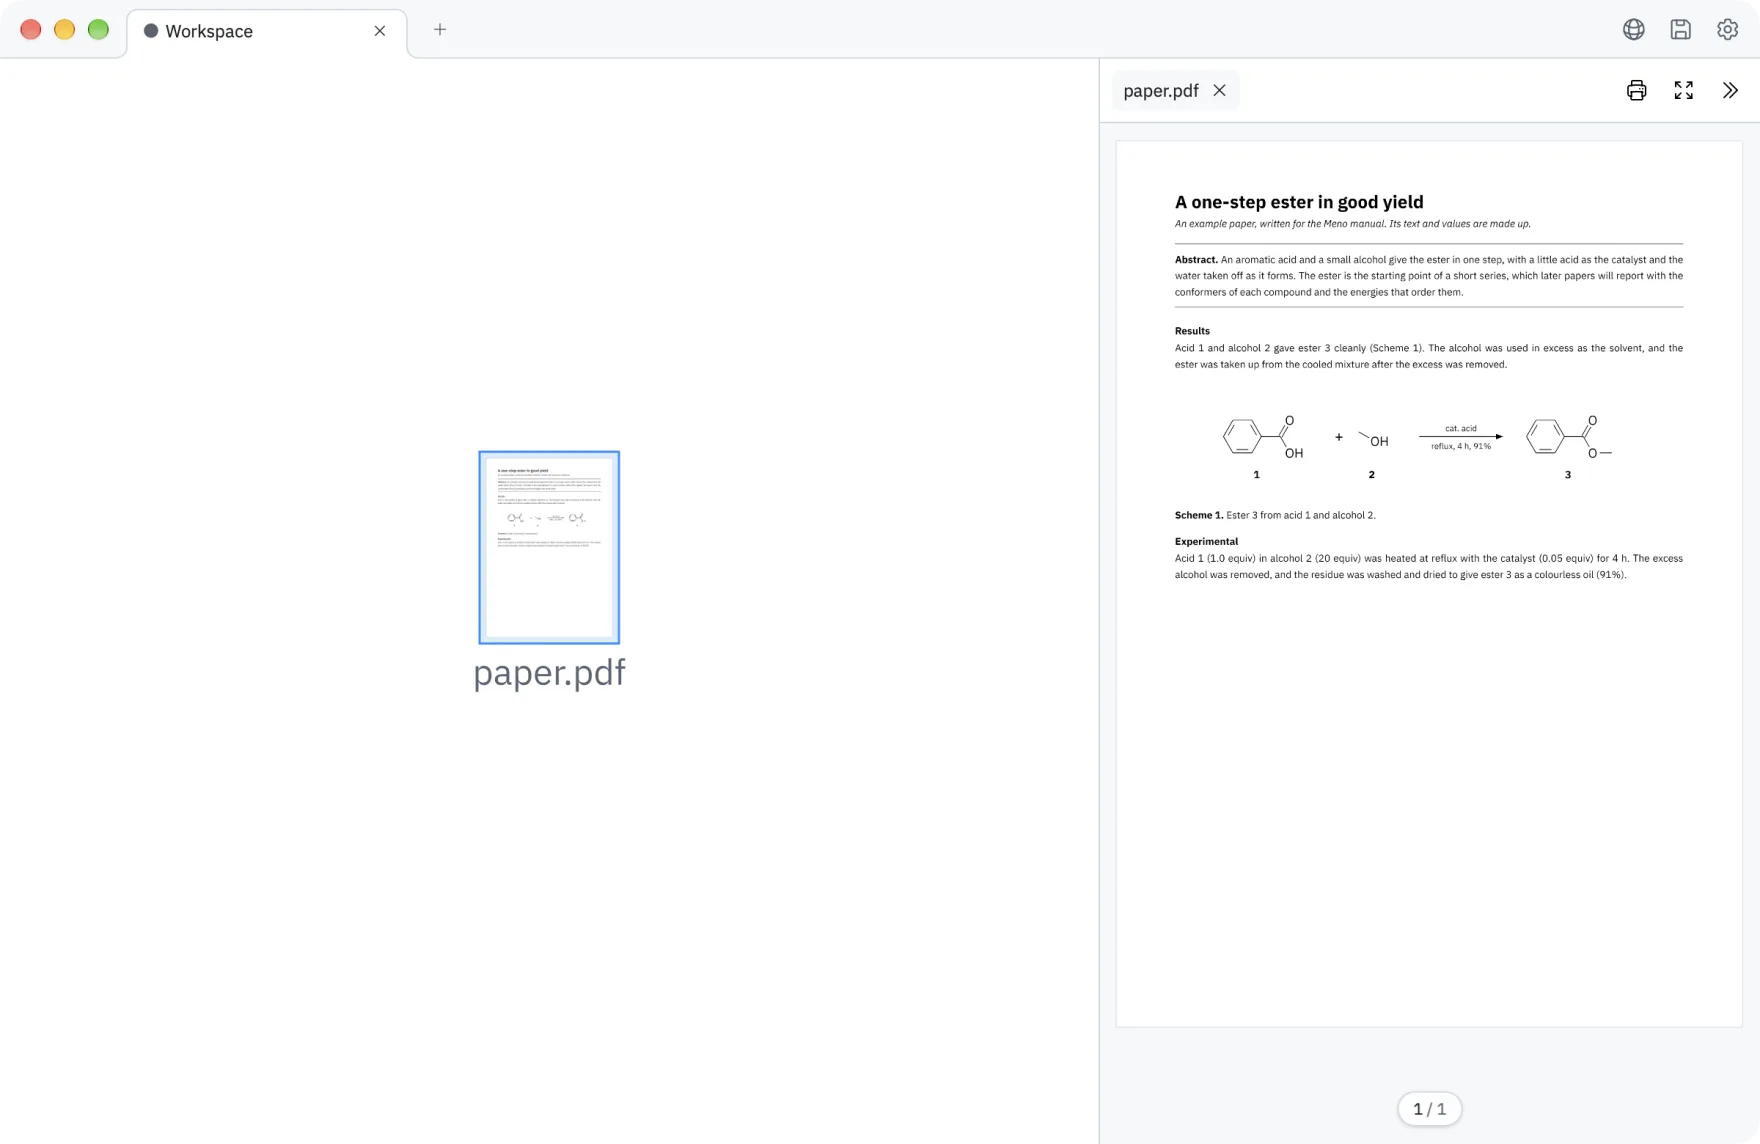 Workspace
paper.pdf
A one-step ester in good yield
An example paper, written for the Meno manual. Its text and values are made up.
Abstract. An aromatic acid and a small alcohol give the ester in one step, with a little acid as the catalyst and the
water taken off as it forms. The ester is the starting point of a short series, which later papers will report with the
conformers of each compound and the energies that order them.
Results
Acid 1 and alcohol 2 gave ester 3 cleanly (Scheme 1). The alcohol was used in excess as the solvent, and the
ester was taken up from the cooled mixture after the excess was removed.
O
OH
1
+
OH
2
cat. acid
reflux, 4 h, 91%
O
O
3
Scheme 1. Ester 3 from acid 1 and alcohol 2.
Experimental
Acid 1 (1.0 equiv) in alcohol 2 (20 equiv) was heated at reflux with the catalyst (0.05 equiv) for 4 h. The excess
alcohol was removed, and the residue was washed and dried to give ester 3 as a colourless oil (91%).
A one-step ester in good yield
paper.pdf
1 / 1